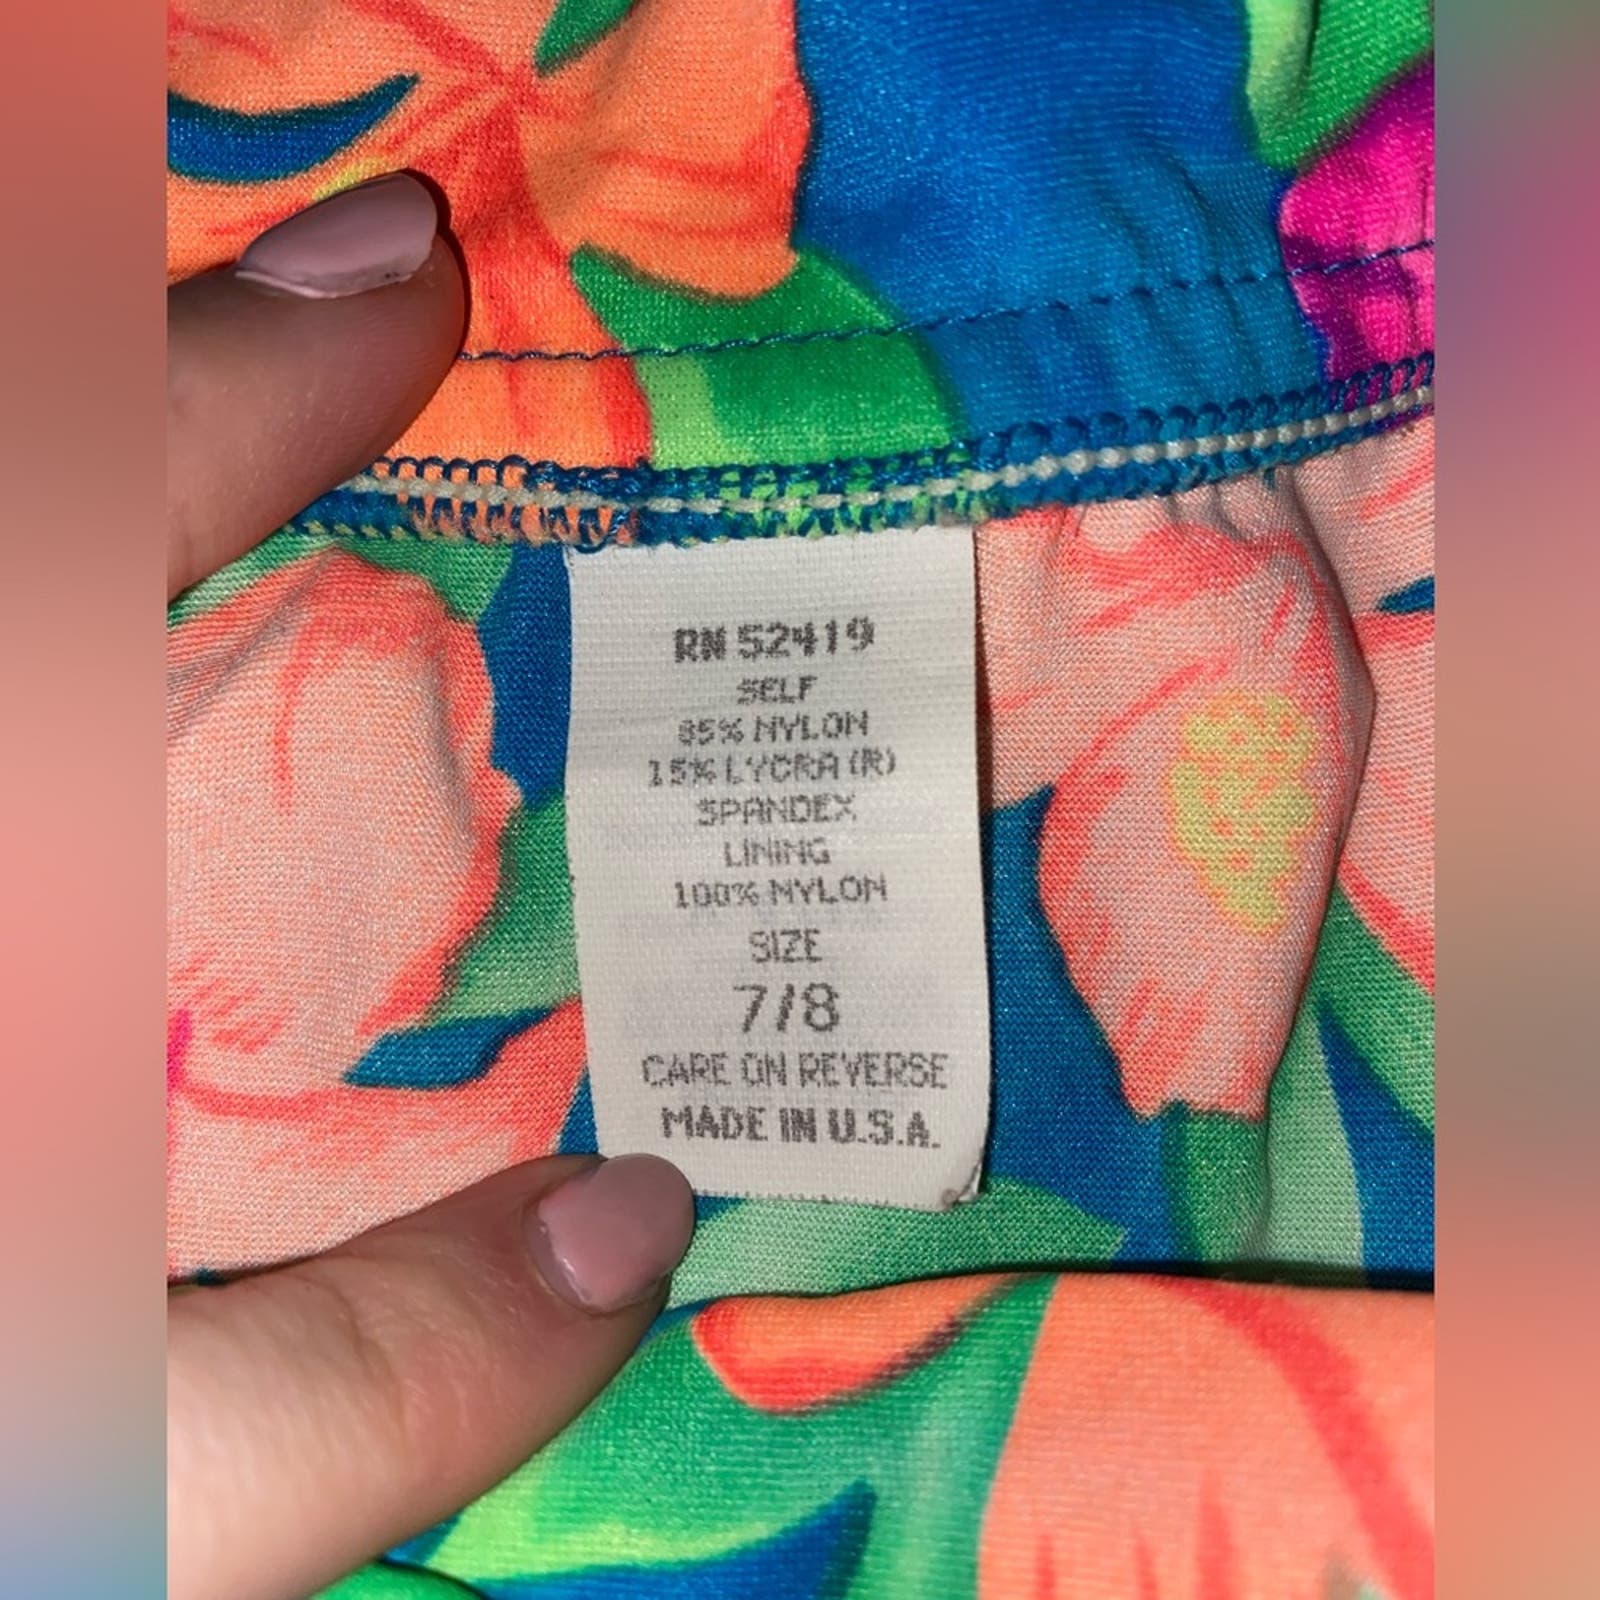 RN 52419
SELF
85% NYLON
15% LYCRA (R)
SPANDEX
LINING
100% NYLON
SIZE
7/8
CARE ON REVERSE
MADE IN U.S.A.